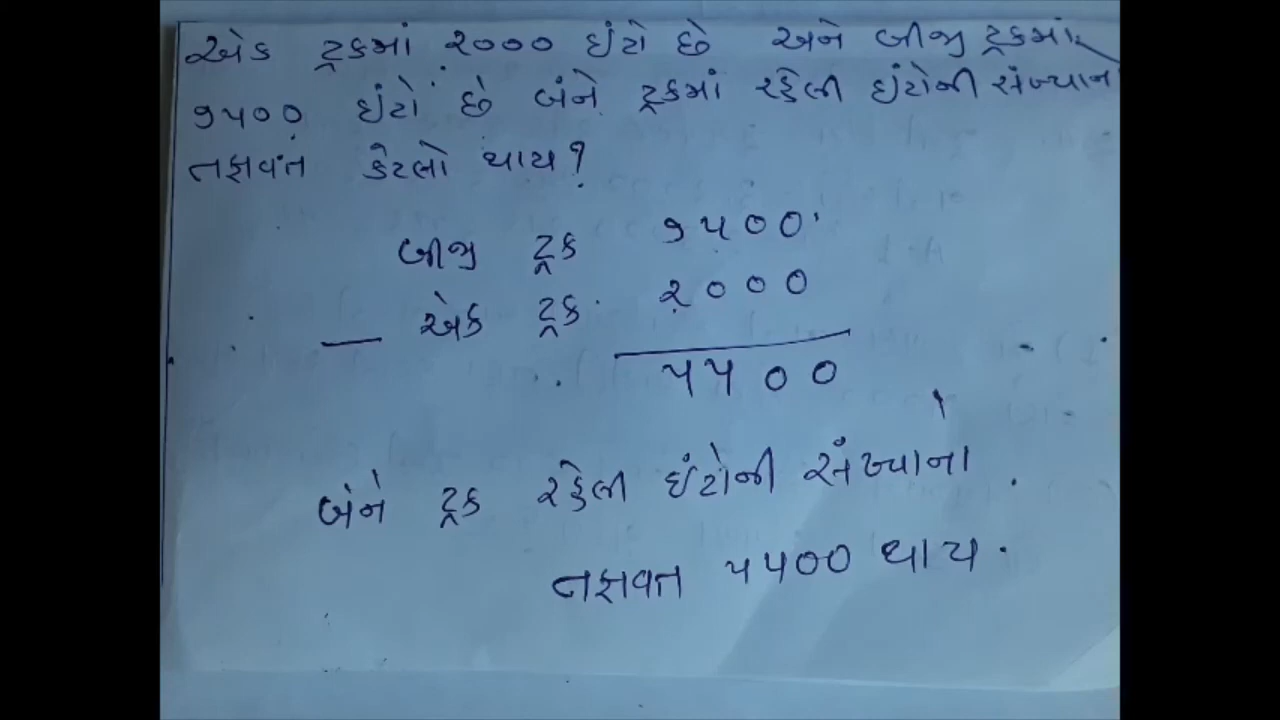 એક ટ્રકમાં ૨૦૦૦ ઇંટો છે અને બીજી ટ્રકમાં
૭૫૦૦ ઇંટો છે બંને ટ્રકમાં રહેલી ઇંટોની સંખ્યાનો
તફાવત કેટલો થાય?
બીજી ટ્રક ૭૫૦૦
— એક ટ્રક ૨૦૦૦
૫૫૦૦
બંને ટ્રક રહેલી ઇંટોની સંખ્યાનો
તફાવત ૫૫૦૦ થાય.